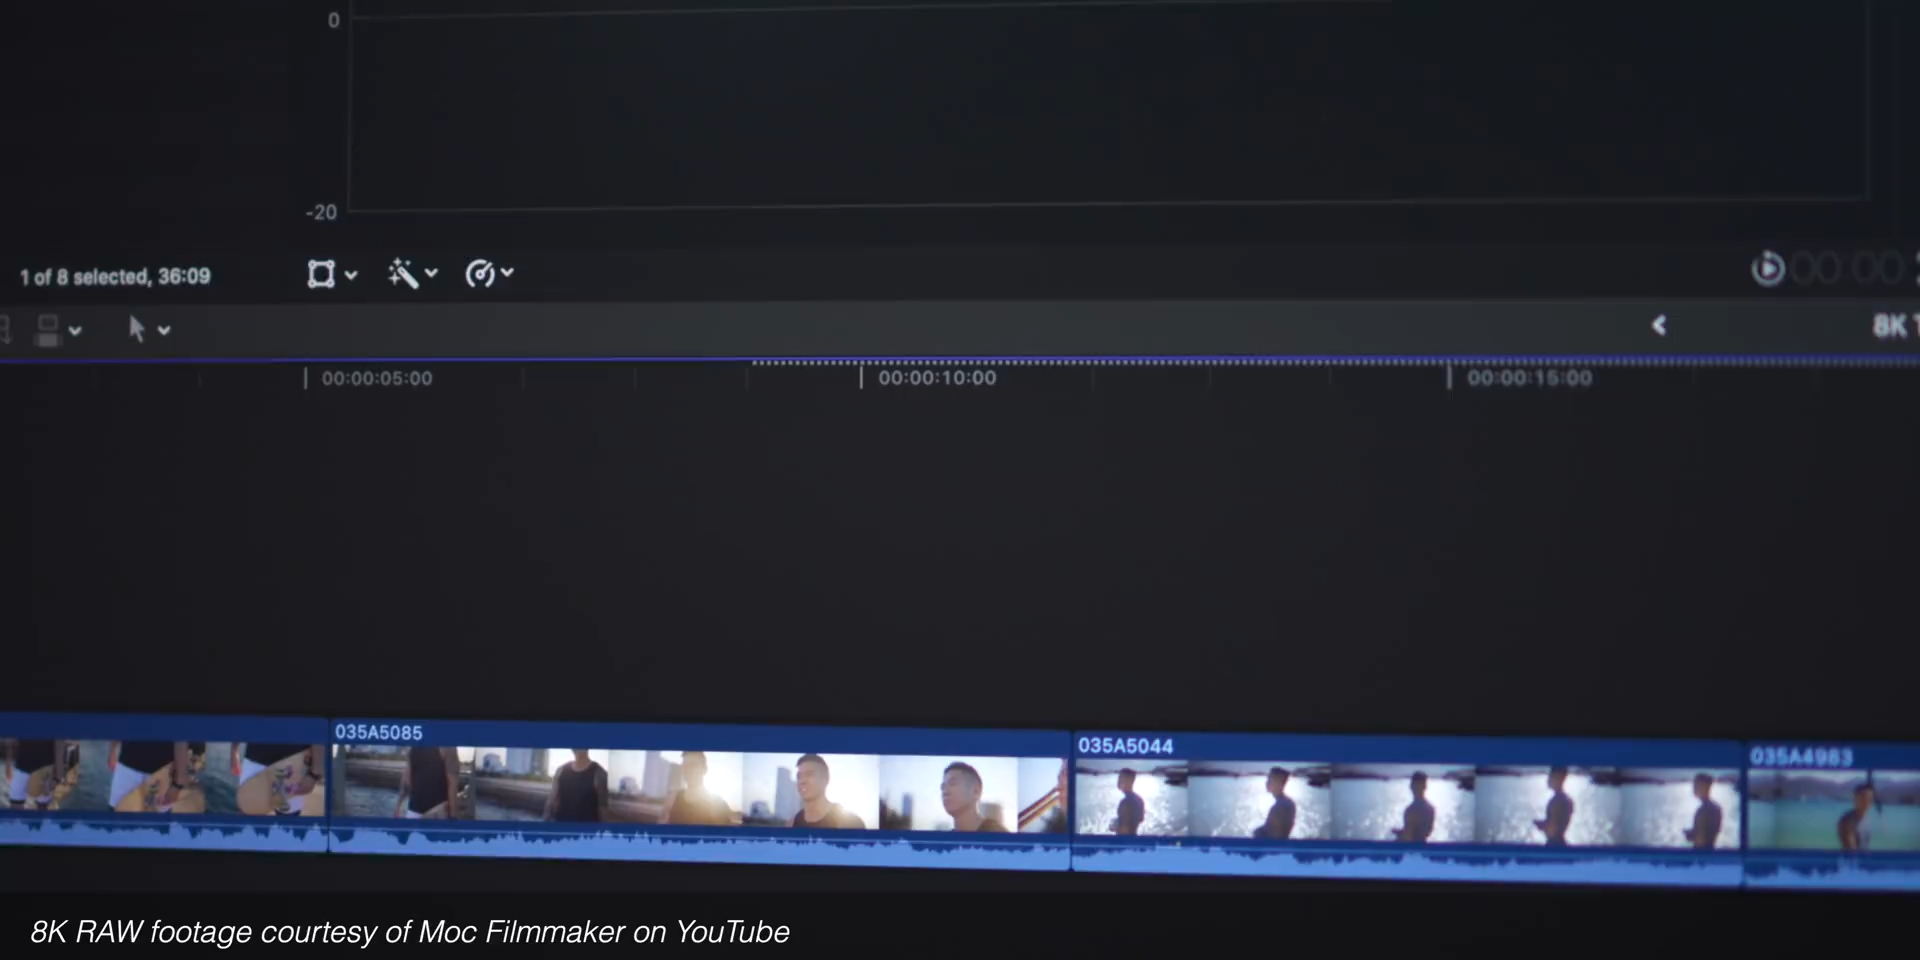 0
-20
1 of 8 selected, 36:09
8K
00:00:05:00
00:00:10:00
00:00:15:00
035A5085
035A5044
035A4983
8K RAW footage courtesy of Moc Filmmaker on YouTube